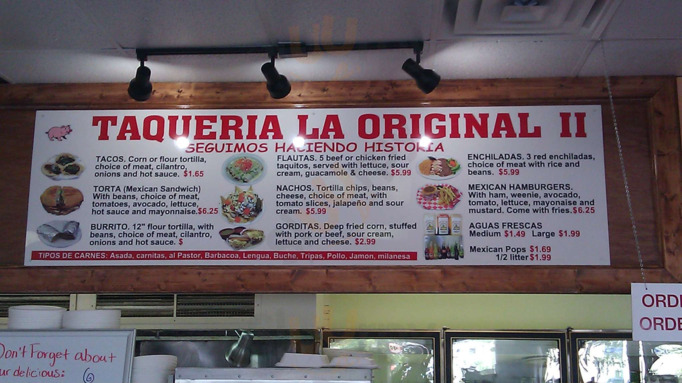 TAQUERIA LA ORIGINAL II
SEGUIMOS HACIENDO HISTORIA
TACOS. Corn or flour tortilla,
choice of meat, cilantro,
onions and hot sauce. $1.65
TORTA (Mexican Sandwich)
With beans, choice of meat,
tomatoes, avocado, lettuce,
hot sauce and mayonnaise.$6.25
BURRITO. 12" flour tortilla, with
beans, choice of meat, cilantro,
onions and hot sauce. $
FLAUTAS. 5 beef or chicken fried
taquitos, served with lettuce, sour
cream, guacamole & cheese. $5.99
NACHOS. Tortilla chips, beans,
cheese, choice of meat, with
tomato slices, jalapeño and sour
cream. $5.99
GORDITAS. Deep fried corn, stuffed
with pork or beef, sour cream,
lettuce and cheese. $2.99
ENCHILADAS. 3 red enchiladas,
choice of meat with rice and
beans. $5.99
MEXICAN HAMBURGERS.
With ham, weenie, avocado,
tomato, lettuce, mayonaise and
mustard. Come with fries.$6.25
AGUAS FRESCAS
Medium $1.49 Large $1.99
Mexican Pops $1.69
1/2 litter $1.99
TIPOS DE CARNES: Asada, carnitas, al Pastor, Barbacoa, Lengua, Buche, Tripas, Pollo, Jamon, milanesa
ORD
ORDE
Don't Forget about
ur delicious: